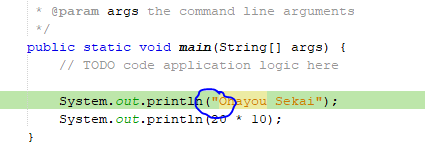 * @param args the command line arguments
*/
public static void main(String[] args) {
// TODO code application logic here
System.out.println("Ohayou Sekai");
System.out.println(20 * 10);
}